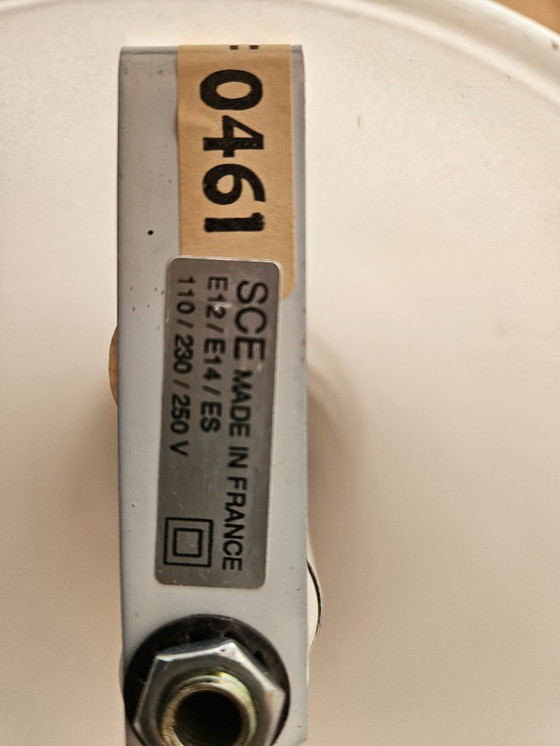 0461
SCE MADE IN FRANCE
E12/E14/ES
110/230/250 V